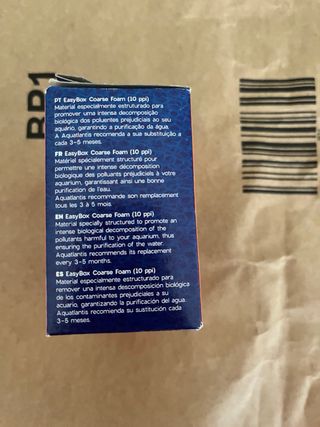 BR1
PT EasyBox Coarse Foam (10 ppi)
Material especialmente estruturado para
promover uma intensa decomposição
biológica dos poluentes prejudiciais ao seu
aquário, garantindo a purificação da água.
A Aquatlantis recomenda a sua substituição a
cada 3-5 meses.
FR EasyBox Coarse Foam (10 ppi)
Matériel spécialement structuré pour
permettre une intense décomposition
biologique des polluants prejudiciels à votre
aquarium, garantissant ainsi une bonne
purification de l'eau.
Aquatlantis recommande son remplacement
tous les 3 à 5 mois.
EN EasyBox Coarse Foam (10 ppi)
Material specially structured to promote an
intense biological decomposition of the
pollutants harmful to your aquarium, thus
ensuring the purification of the water.
Aquatlantis recommends its replacement
every 3-5 months.
ES EasyBox Coarse Foam (10 ppi)
Material especialmente estructurado para
remover una intensa descomposición biológica
de los contaminantes prejudiciales a su
acuario, garantizando la purificación del agua.
Aquatlantis recomienda su sustitución cada
3-5 meses.